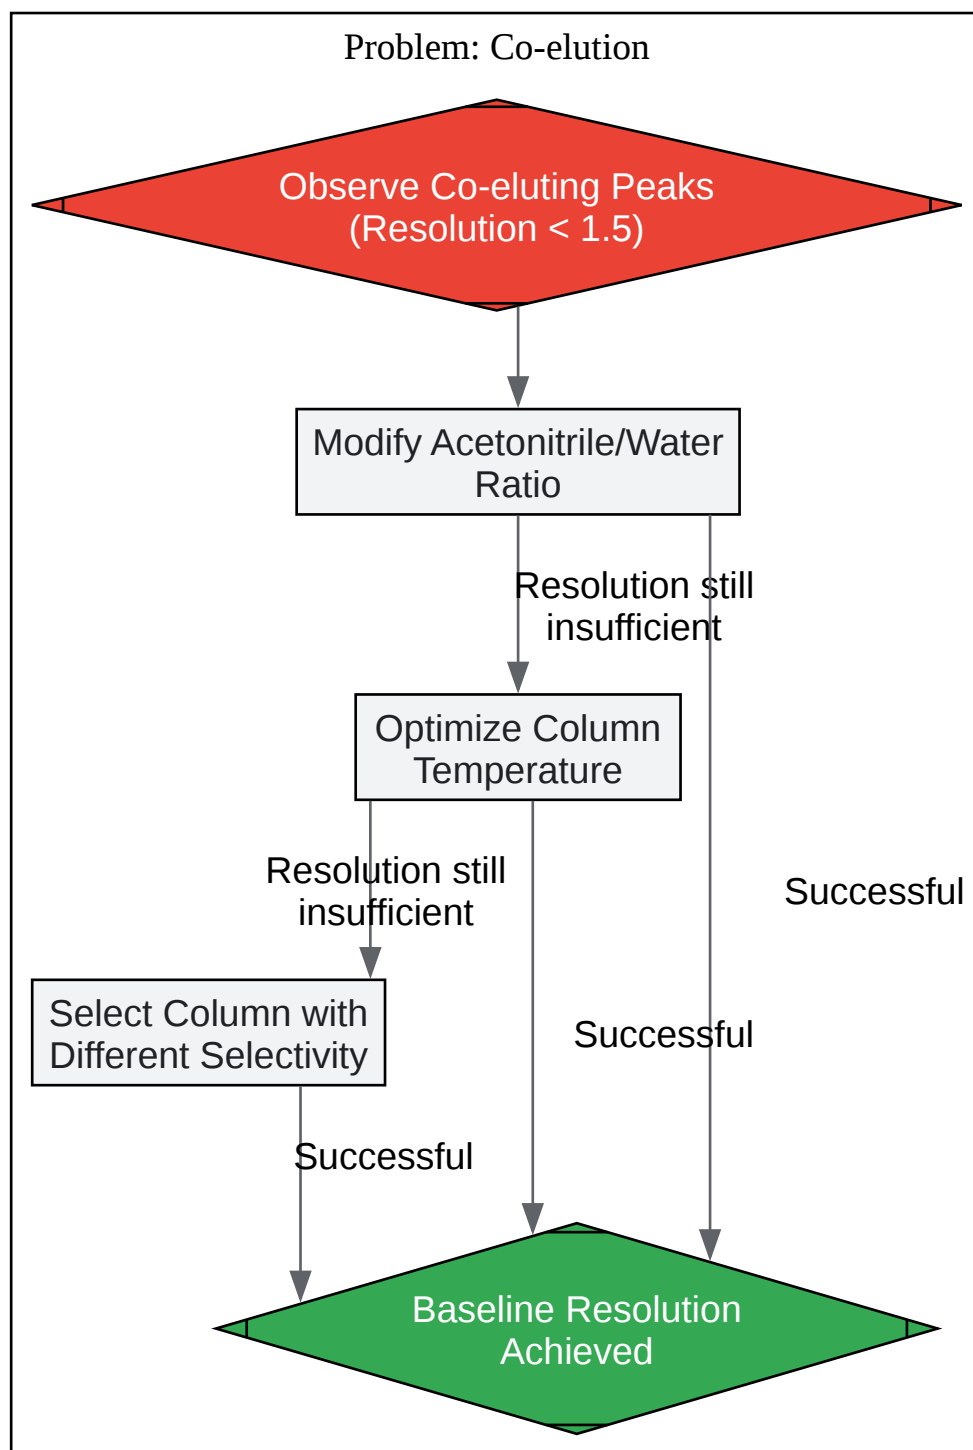 Problem: Co-elution
Observe Co-eluting Peaks
(Resolution < 1.5)
Modify Acetonitrile/Water
Ratio
Resolution still
insufficient
Optimize Column
Temperature
Resolution still
insufficient
Successful
Select Column with
Different Selectivity
Successful
Successful
Baseline Resolution
Achieved